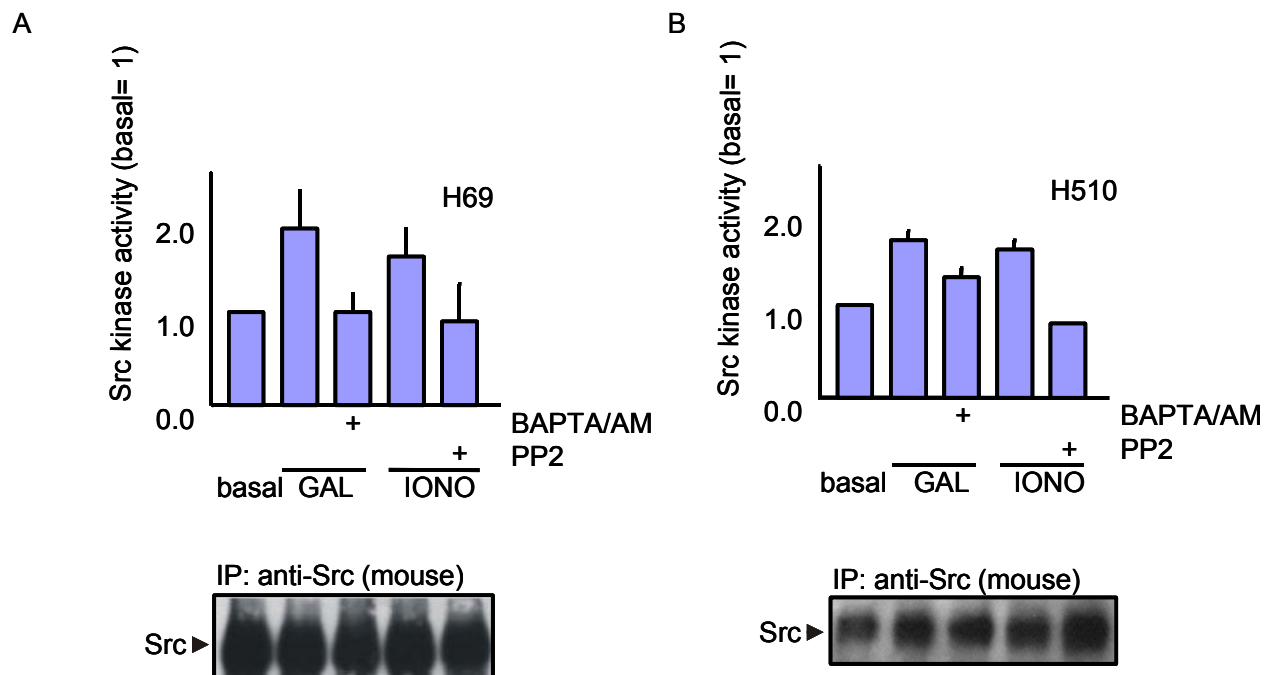 A
Src kinase activity (basal= 1)
H69
2.0
1.0
0.0
+ BAPTA/AM
+ PP2
basal GAL IONO
IP: anti-Src (mouse)
Src
B
Src kinase activity (basal= 1)
H510
2.0
1.0
0.0
+ BAPTA/AM
+ PP2
basal GAL IONO
IP: anti-Src (mouse)
Src